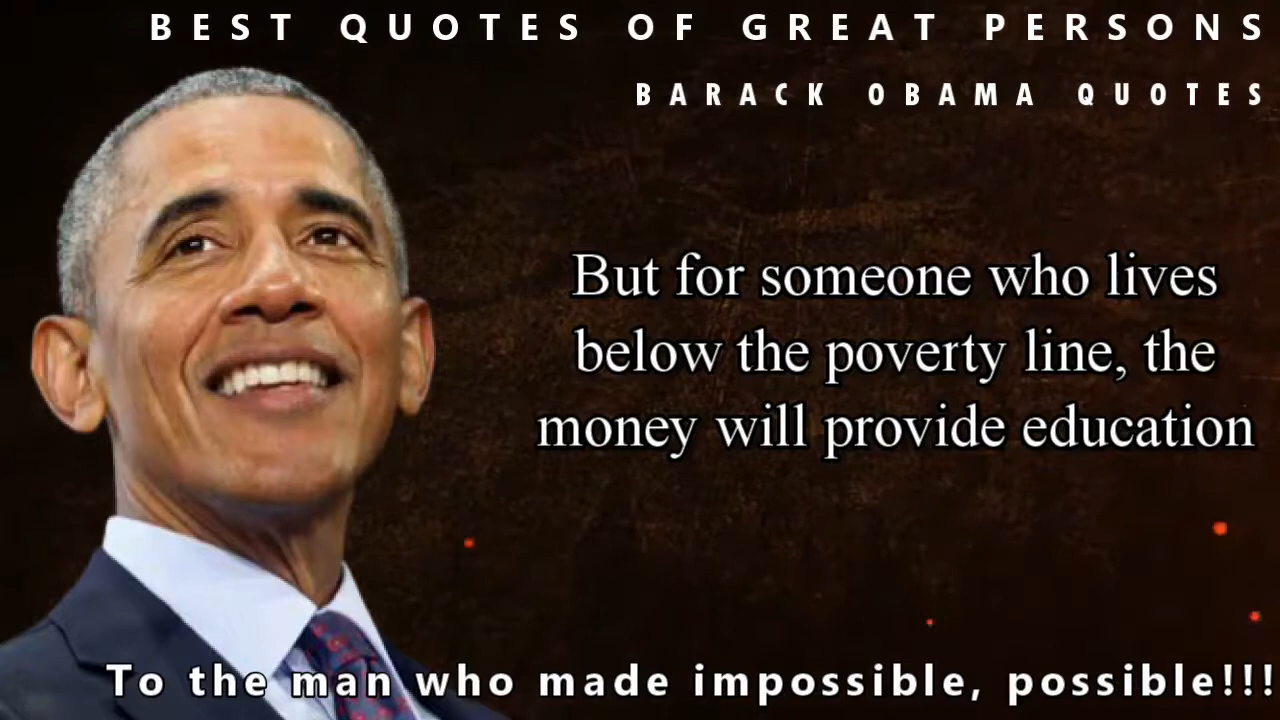 BEST QUOTES OF GREAT PERSONS
BARACK OBAMA QUOTES
But for someone who lives
below the poverty line, the
money will provide education
To the man who made impossible, possible!!!